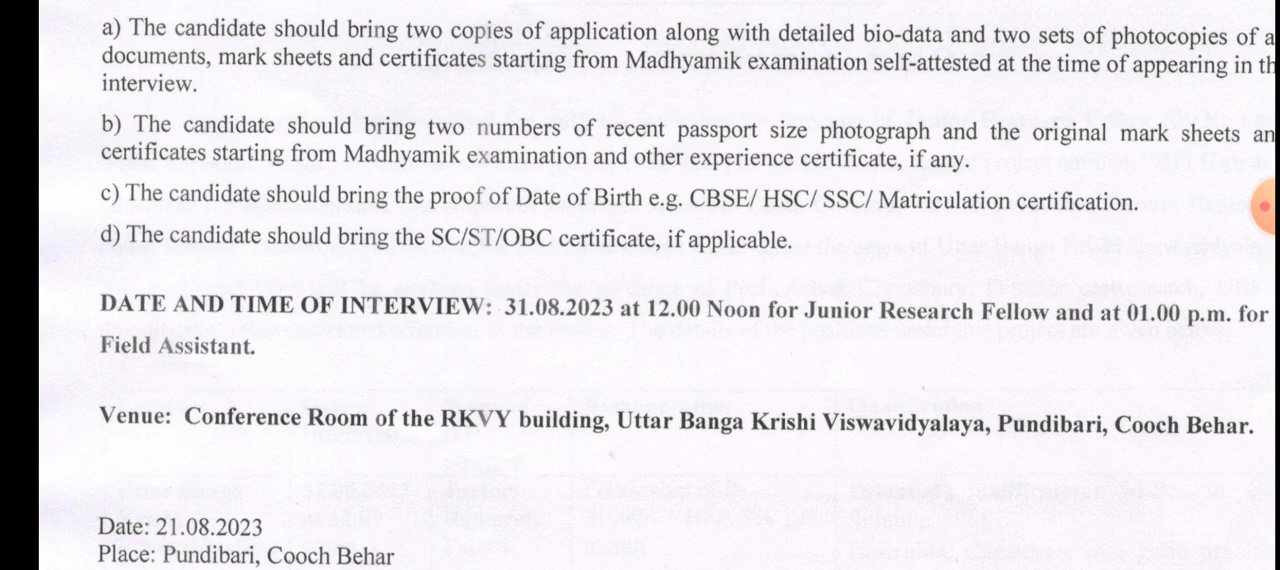 a) The candidate should bring two copies of application along with detailed bio-data and two sets of photocopies of a
documents, mark sheets and certificates starting from Madhyamik examination self-attested at the time of appearing in th
interview.
b) The candidate should bring two numbers of recent passport size photograph and the original mark sheets an
certificates starting from Madhyamik examination and other experience certificate, if any.
c) The candidate should bring the proof of Date of Birth e.g. CBSE/ HSC/ SSC/ Matriculation certification.
d) The candidate should bring the SC/ST/OBC certificate, if applicable.
DATE AND TIME OF INTERVIEW: 31.08.2023 at 12.00 Noon for Junior Research Fellow and at 01.00 p.m. for
Field Assistant.
Venue: Conference Room of the RKVY building, Uttar Banga Krishi Viswavidyalaya, Pundibari, Cooch Behar.
Date: 21.08.2023
Place: Pundibari, Cooch Behar